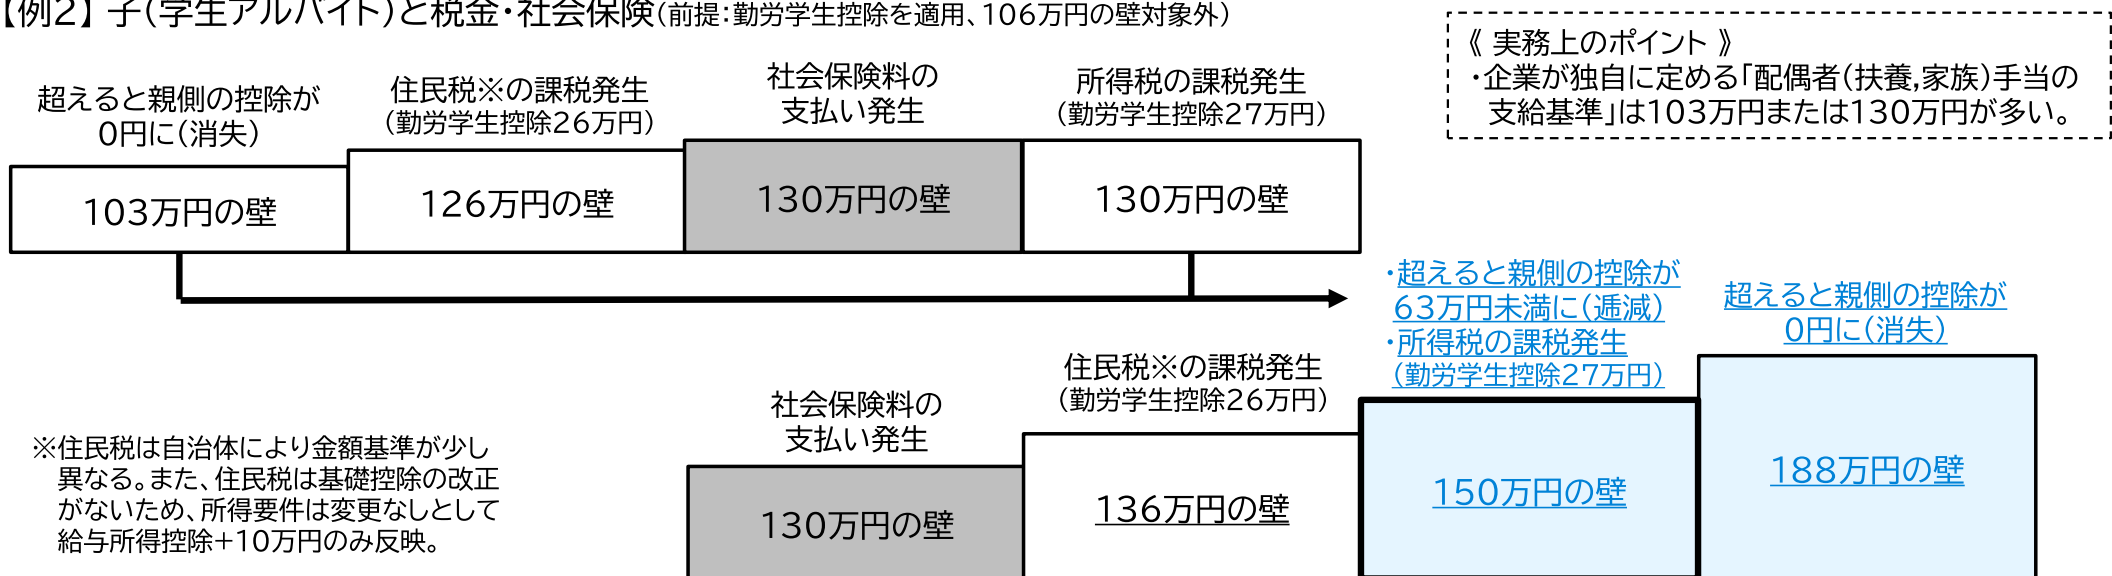 【例2】 子（学生アルバイト）と税金・社会保険（前提：勤労学生控除を適用、106万円の壁対象外）
《 実務上のポイント 》
・企業が独自に定める「配偶者（扶養,家族）手当の
支給基準」は103万円または130万円が多い。
超えると親側の控除が
0円に（消失）
103万円の壁
住民税※の課税発生
（勤労学生控除26万円）
126万円の壁
社会保険料の
支払い発生
130万円の壁
所得税の課税発生
（勤労学生控除27万円）
130万円の壁
※住民税は自治体により金額基準が少し
異なる。また、住民税は基礎控除の改正
がないため、所得要件は変更なしとして
給与所得控除+10万円のみ反映。
社会保険料の
支払い発生
130万円の壁
住民税※の課税発生
（勤労学生控除26万円）
136万円の壁
・超えると親側の控除が
63万円未満に（逓減）
・所得税の課税発生
（勤労学生控除27万円）
150万円の壁
超えると親側の控除が
0円に（消失）
188万円の壁